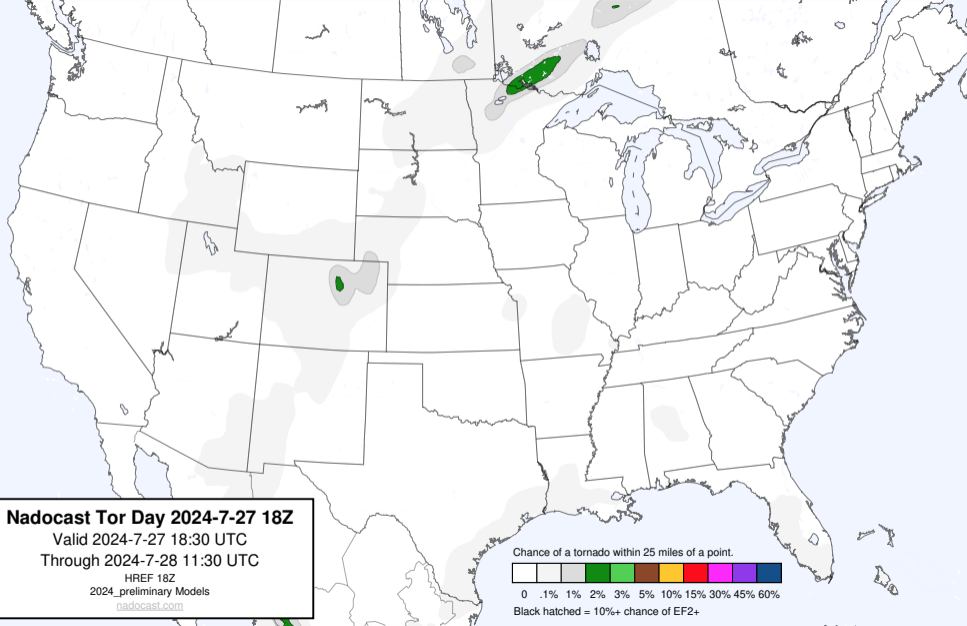 Nadocast Tor Day 2024-7-27 18Z
Valid 2024-7-27 18:30 UTC
Through 2024-7-28 11:30 UTC
HREF 18Z
2024_preliminary Models
nadocast.com
Chance of a tornado within 25 miles of a point.
0 .1% 1% 2% 3% 5% 10% 15% 30% 45% 60%
Black hatched = 10%+ chance of EF2+